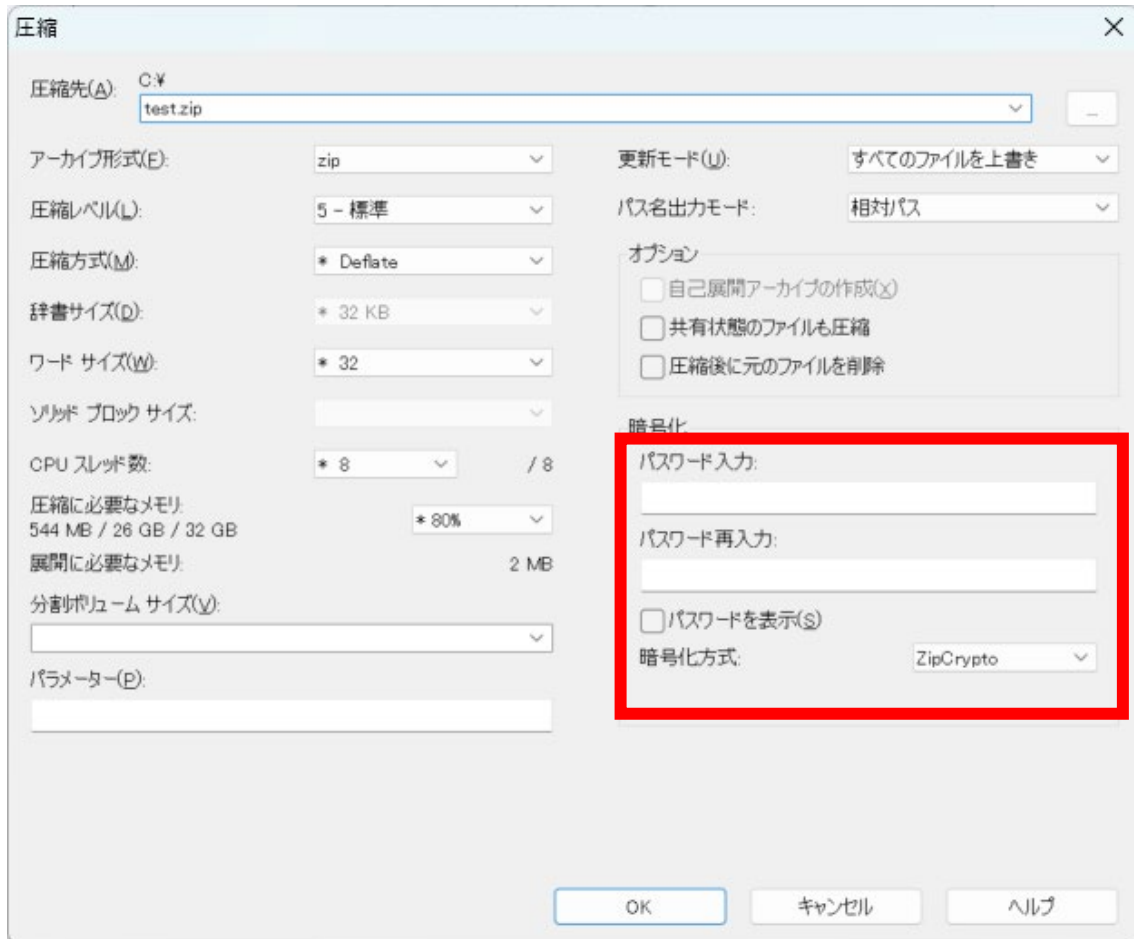 圧縮
圧縮先(A):
C:¥
test.zip
...
アーカイブ形式(F):
zip
圧縮レベル(L):
5 - 標準
圧縮方式(M):
* Deflate
辞書サイズ(D):
* 32 KB
ワード サイズ(W):
* 32
ソリッド ブロック サイズ:
CPU スレッド数:
* 8
/ 8
圧縮に必要なメモリ:
544 MB / 26 GB / 32 GB
* 80%
展開に必要なメモリ:
2 MB
分割ボリューム サイズ(V):
パラメーター(P):
更新モード(U):
すべてのファイルを上書き
パス名出力モード:
相対パス
オプション
自己展開アーカイブの作成(X)
共有状態のファイルも圧縮
圧縮後に元のファイルを削除
暗号化
パスワード入力:
パスワード再入力:
パスワードを表示(S)
暗号化方式:
ZipCrypto
OK
キャンセル
ヘルプ